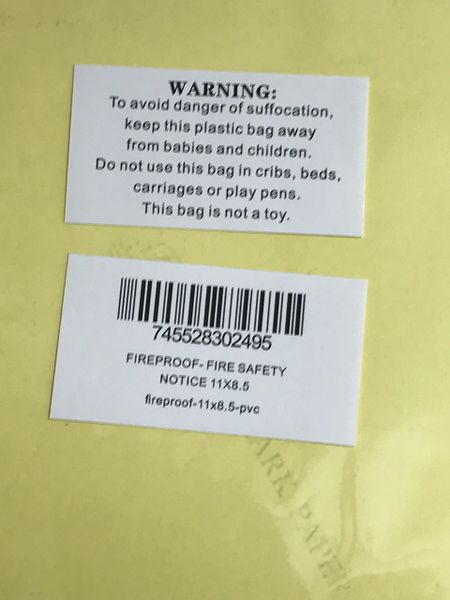 WARNING:
To avoid danger of suffocation,
keep this plastic bag away
from babies and children.
Do not use this bag in cribs, beds,
carriages or play pens.
This bag is not a toy.
745528302495
FIREPROOF- FIRE SAFETY
NOTICE 11X8.5
fireproof-11x8.5-pvc
ARK PAPER